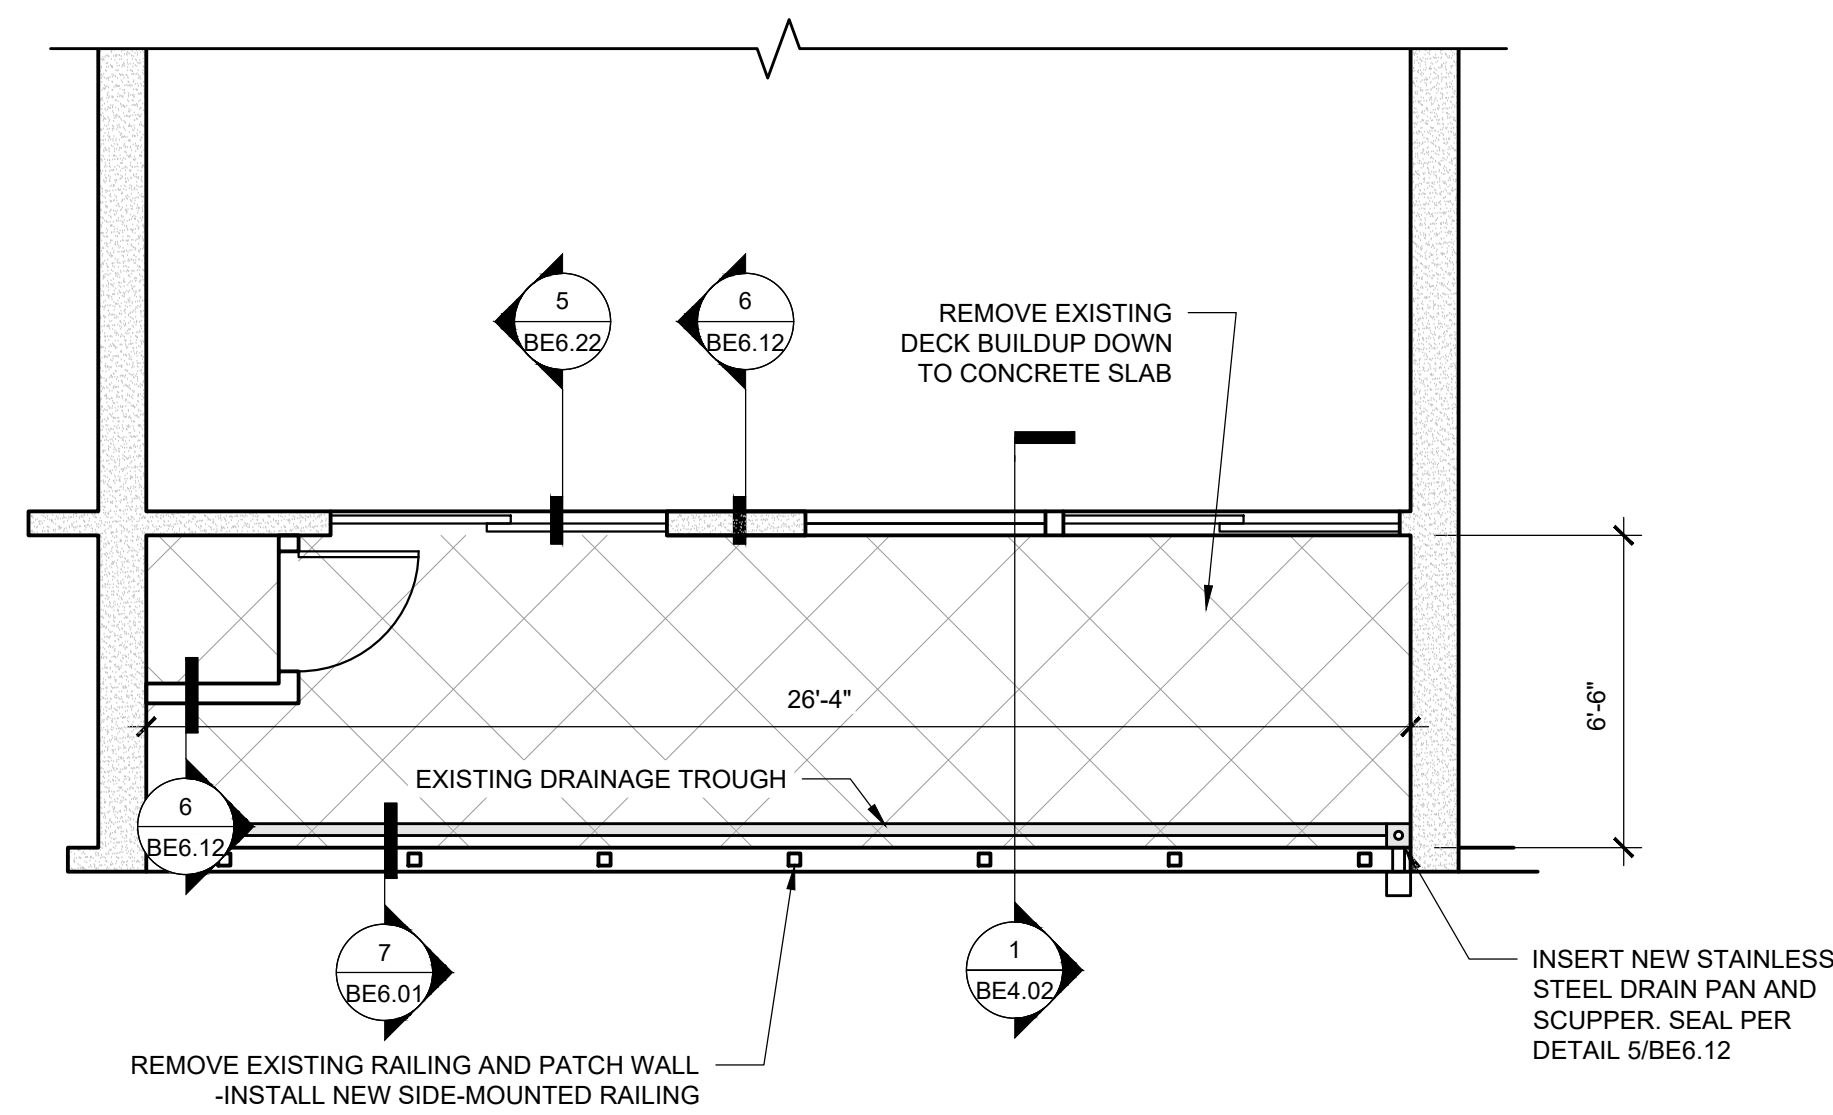 5
BE6.22
6
BE6.12
REMOVE EXISTING
DECK BUILDUP DOWN
TO CONCRETE SLAB
26'-4"
6'-6"
EXISTING DRAINAGE TROUGH
6
BE6.12
7
BE6.01
1
BE4.02
INSERT NEW STAINLESS
STEEL DRAIN PAN AND
SCUPPER. SEAL PER
DETAIL 5/BE6.12
REMOVE EXISTING RAILING AND PATCH WALL
-INSTALL NEW SIDE-MOUNTED RAILING